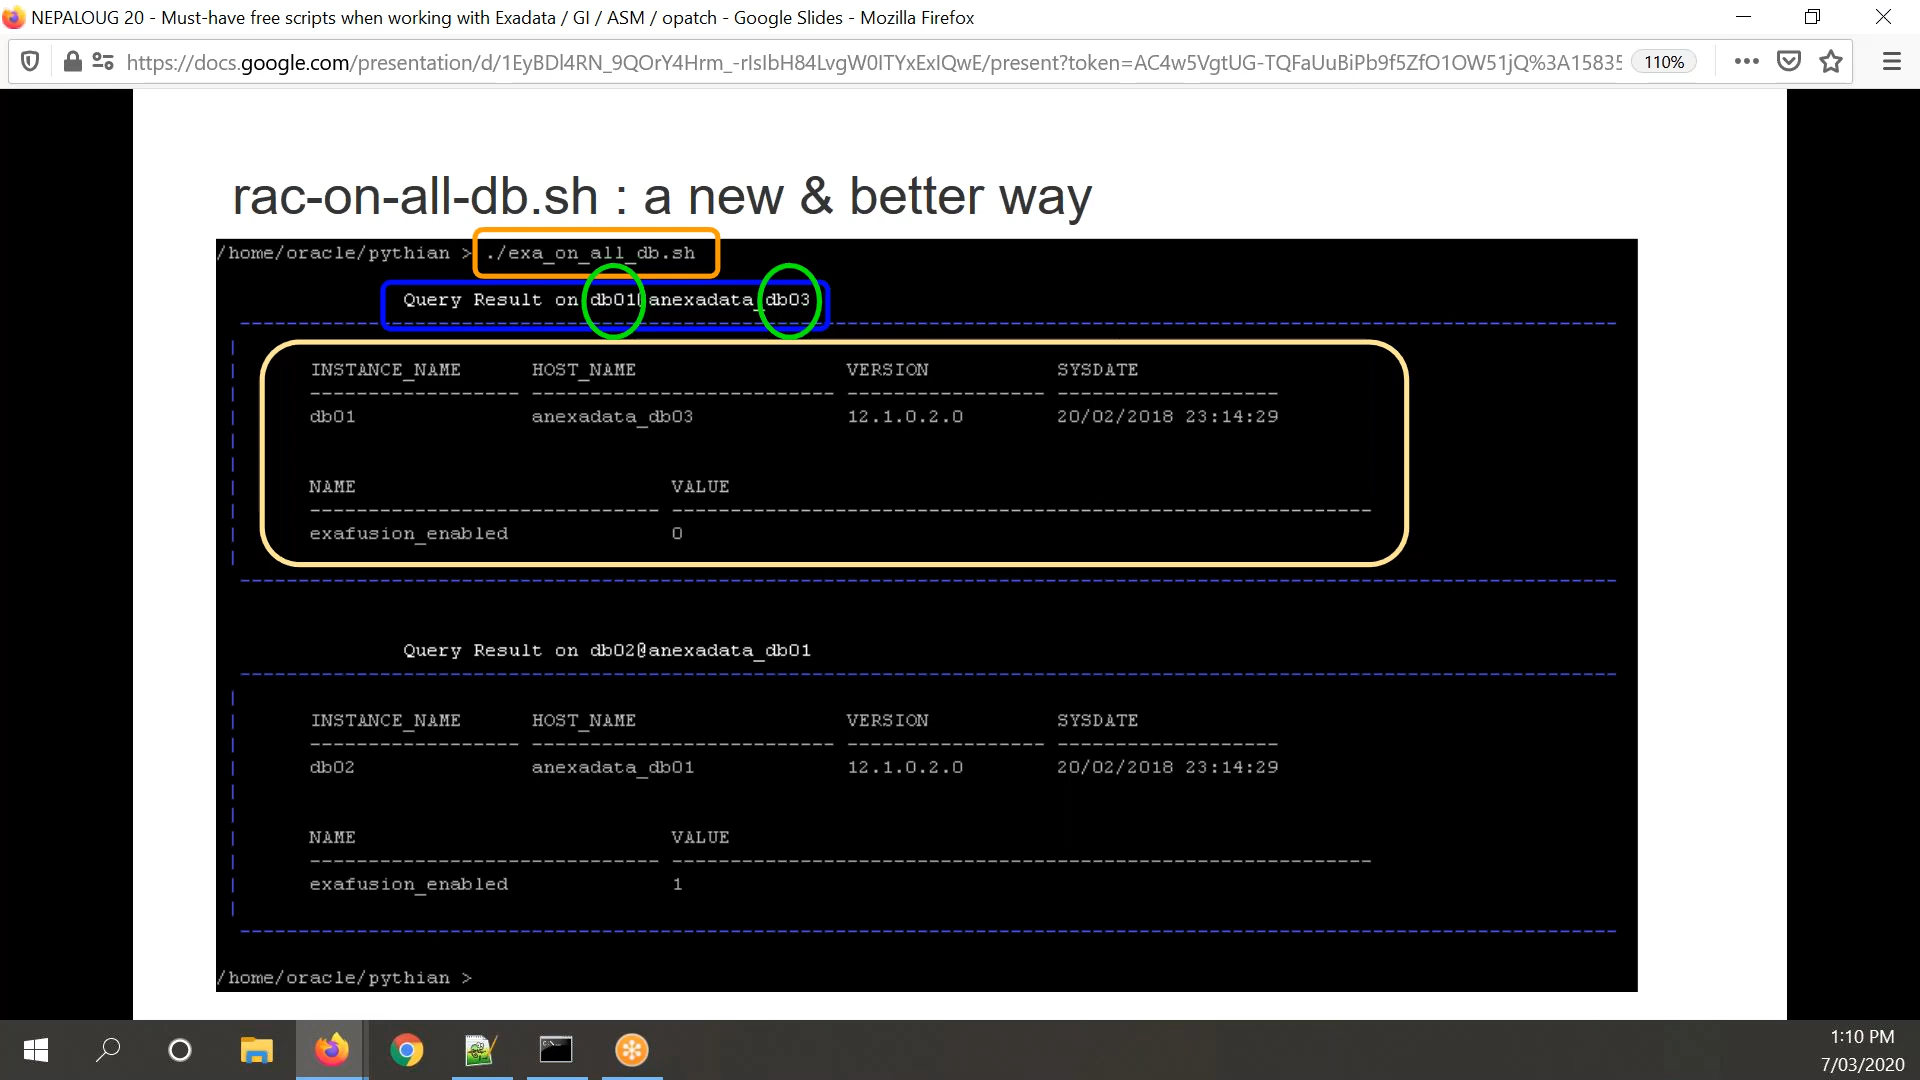 NEPALOUG 20 - Must-have free scripts when working with Exadata / GI / ASM / opatch - Google Slides - Mozilla Firefox
https://docs.google.com/presentation/d/1EyBDl4RN_9QOrY4Hrm_-rIsIbH84LvgW0ITYxExIQwE/present?token=AC4w5VgtUG-TQFaUuBiPb9f5ZfO1OW51jQ%3A15835
110%
rac-on-all-db.sh : a new & better way
/home/oracle/pythian > ./exa_on_all_db.sh
Query Result on db01@anexadata_db03
INSTANCE_NAME HOST_NAME VERSION SYSDATE
db01 anexadata_db03 12.1.0.2.0 20/02/2018 23:14:29
NAME VALUE
exafusion_enabled 0
Query Result on db02@anexadata_db01
INSTANCE_NAME HOST_NAME VERSION SYSDATE
db02 anexadata_db01 12.1.0.2.0 20/02/2018 23:14:29
NAME VALUE
exafusion_enabled 1
/home/oracle/pythian >
1:10 PM
7/03/2020